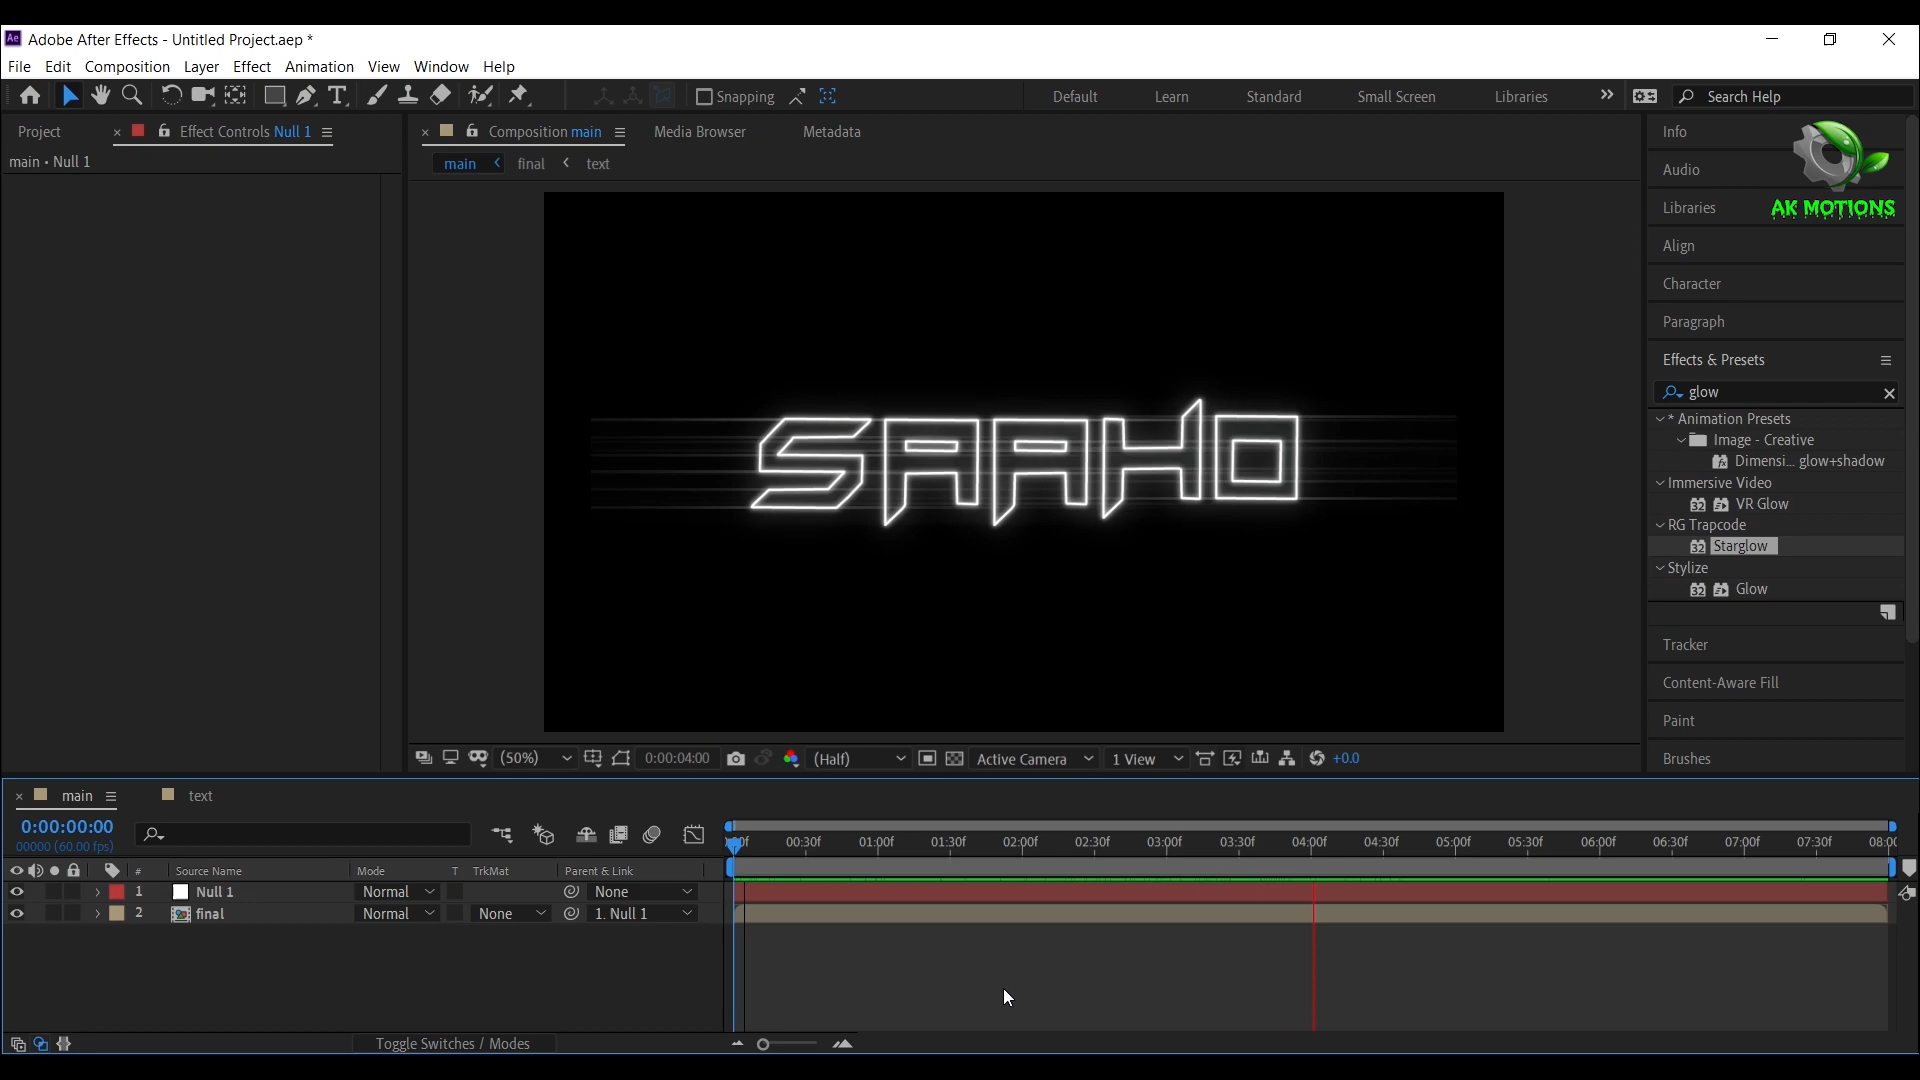 Ae Adobe After Effects - Untitled Project.aep *
File Edit Composition Layer Effect Animation View Window Help
Snapping Default Learn Standard Small Screen Libraries Search Help
Project Effect Controls Null 1 Composition main Media Browser Metadata Info
main • Null 1
main final text
Audio
Libraries
AK MOTIONS
Align
Character
Paragraph
Effects & Presets
glow
* Animation Presets
Image - Creative
Dimensi... glow+shadow
Immersive Video
VR Glow
RG Trapcode
Starglow
Stylize
Glow
Tracker
Content-Aware Fill
Paint
Brushes
SAAHO
(50%) 0:00:04:00 (Half) Active Camera 1 View +0.0
main text
0:00:00:00
00000 (60.00 fps)
00:30f 01:00f 01:30f 02:00f 02:30f 03:00f 03:30f 04:00f 04:30f 05:00f 05:30f 06:00f 06:30f 07:00f 07:30f
# Source Name Mode T TrkMat Parent & Link
1 Null 1 Normal None
2 final Normal None 1. Null 1
Toggle Switches / Modes